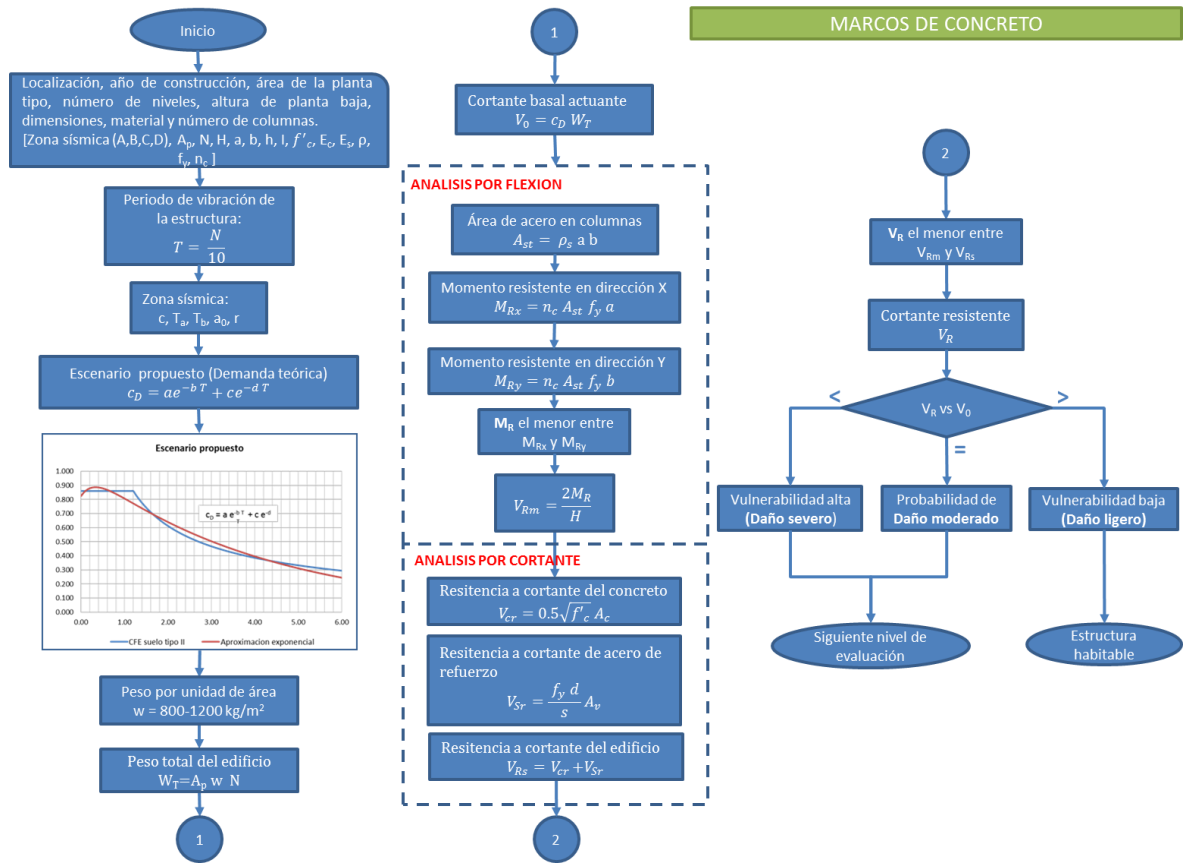 MARCOS DE CONCRETO
Inicio
Localización, año de construcción, área de la planta
tipo, número de niveles, altura de planta baja,
dimensiones, material y número de columnas.
[Zona sísmica (A,B,C,D), Aₚ, N, H, a, b, h, I, f′c, Ec, Es, ρ,
fy, nc ]
Periodo de vibración de
la estructura:
T = N/10
Zona sísmica:
c, Ta, Tb, a₀, r
Escenario propuesto (Demanda teórica)
cD = ae^(−b T) + ce^(−d T)
Escenario propuesto
1.000
0.900
0.800
0.700
0.600
0.500
0.400
0.300
0.200
0.100
0.000
cD = a e^(-b T) + c e^(-d
T
0.00 1.00 2.00 3.00 4.00 5.00 6.00
CFE suelo tipo II
Aproximacion exponencial
Peso por unidad de área
w = 800-1200 kg/m²
Peso total del edificio
WT=Ap w N
1
1
Cortante basal actuante
V₀ = cD WT
ANALISIS POR FLEXION
Área de acero en columnas
Ast = ρs a b
Momento resistente en dirección X
MRx = nc Ast fy a
Momento resistente en dirección Y
MRy = nc Ast fy b
MR el menor entre
MRx y MRy
VRm = 2MR/H
ANALISIS POR CORTANTE
Resitencia a cortante del concreto
Vcr = 0.5√f′c Ac
Resitencia a cortante de acero de
refuerzo
VSr = (fy d/s) Av
Resitencia a cortante del edificio
VRs = Vcr +VSr
2
2
VR el menor entre
VRm y VRs
Cortante resistente
VR
VR vs V₀
<
>
=
Vulnerabilidad alta
(Daño severo)
Probabilidad de
Daño moderado
Vulnerabilidad baja
(Daño ligero)
Siguiente nivel de
evaluación
Estructura
habitable